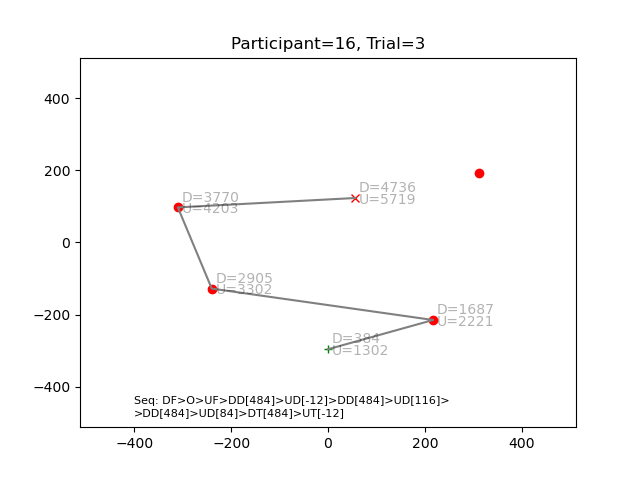 Participant=16, Trial=3
400
200
0
−200
−400
D=4736
U=5719
D=3770
U=4203
D=2905
U=3302
D=1687
U=2221
D=384
U=1302
Seq: DF>O>UF>DD[484]>UD[-12]>DD[484]>UD[116]>
>DD[484]>UD[84]>DT[484]>UT[-12]
−400
−200
0
200
400